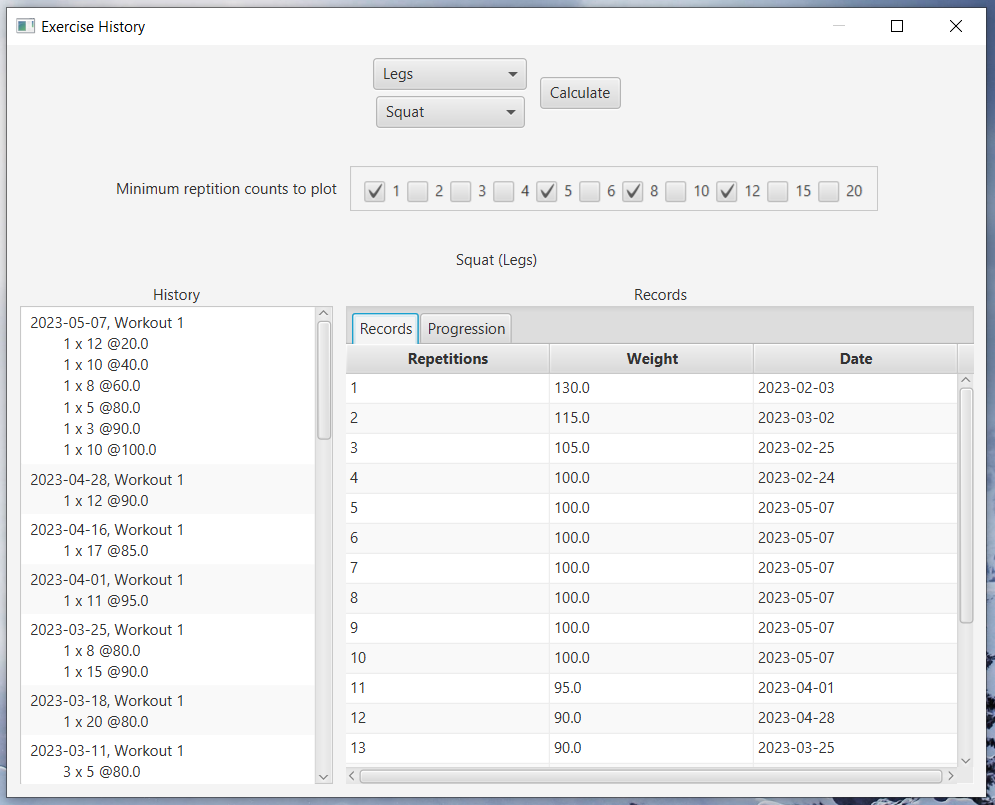 Exercise History
Legs
Squat
Calculate
Minimum reptition counts to plot
1 2 3 4 5 6 8 10 12 15 20
Squat (Legs)
History
2023-05-07, Workout 1
1 x 12 @20.0
1 x 10 @40.0
1 x 8 @60.0
1 x 5 @80.0
1 x 3 @90.0
1 x 10 @100.0
2023-04-28, Workout 1
1 x 12 @90.0
2023-04-16, Workout 1
1 x 17 @85.0
2023-04-01, Workout 1
1 x 11 @95.0
2023-03-25, Workout 1
1 x 8 @80.0
1 x 15 @90.0
2023-03-18, Workout 1
1 x 20 @80.0
2023-03-11, Workout 1
3 x 5 @80.0
Records
Records Progression
Repetitions Weight Date
1 130.0 2023-02-03
2 115.0 2023-03-02
3 105.0 2023-02-25
4 100.0 2023-02-24
5 100.0 2023-05-07
6 100.0 2023-05-07
7 100.0 2023-05-07
8 100.0 2023-05-07
9 100.0 2023-05-07
10 100.0 2023-05-07
11 95.0 2023-04-01
12 90.0 2023-04-28
13 90.0 2023-03-25